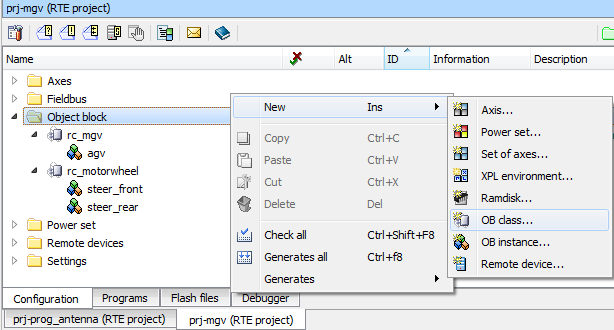 prj-mgv (RTE project)
Name Alt ID Information Description
Axes
Fieldbus
Object block
rc_mgv
agv
rc_motorwheel
steer_front
steer_rear
Power set
Remote devices
Settings
New Ins
Copy Ctrl+C
Paste Ctrl+V
Cut Ctrl+X
Delete Del
Check all Ctrl+Shift+F8
Generates all Ctrl+f8
Generates
Axis...
Power set...
Set of axes...
XPL environment...
Ramdisk...
OB class...
OB instance...
Remote device...
Configuration Programs Flash files Debugger
prj-prog_antenna (RTE project) prj-mgv (RTE project)